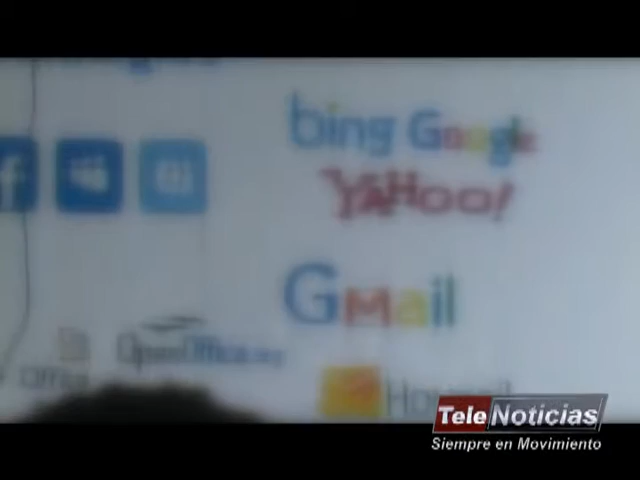 bing Google
YAHOO!
f
Gmail
OpenOffice.org
Office
Hotmail
TeleNoticias
Siempre en Movimiento